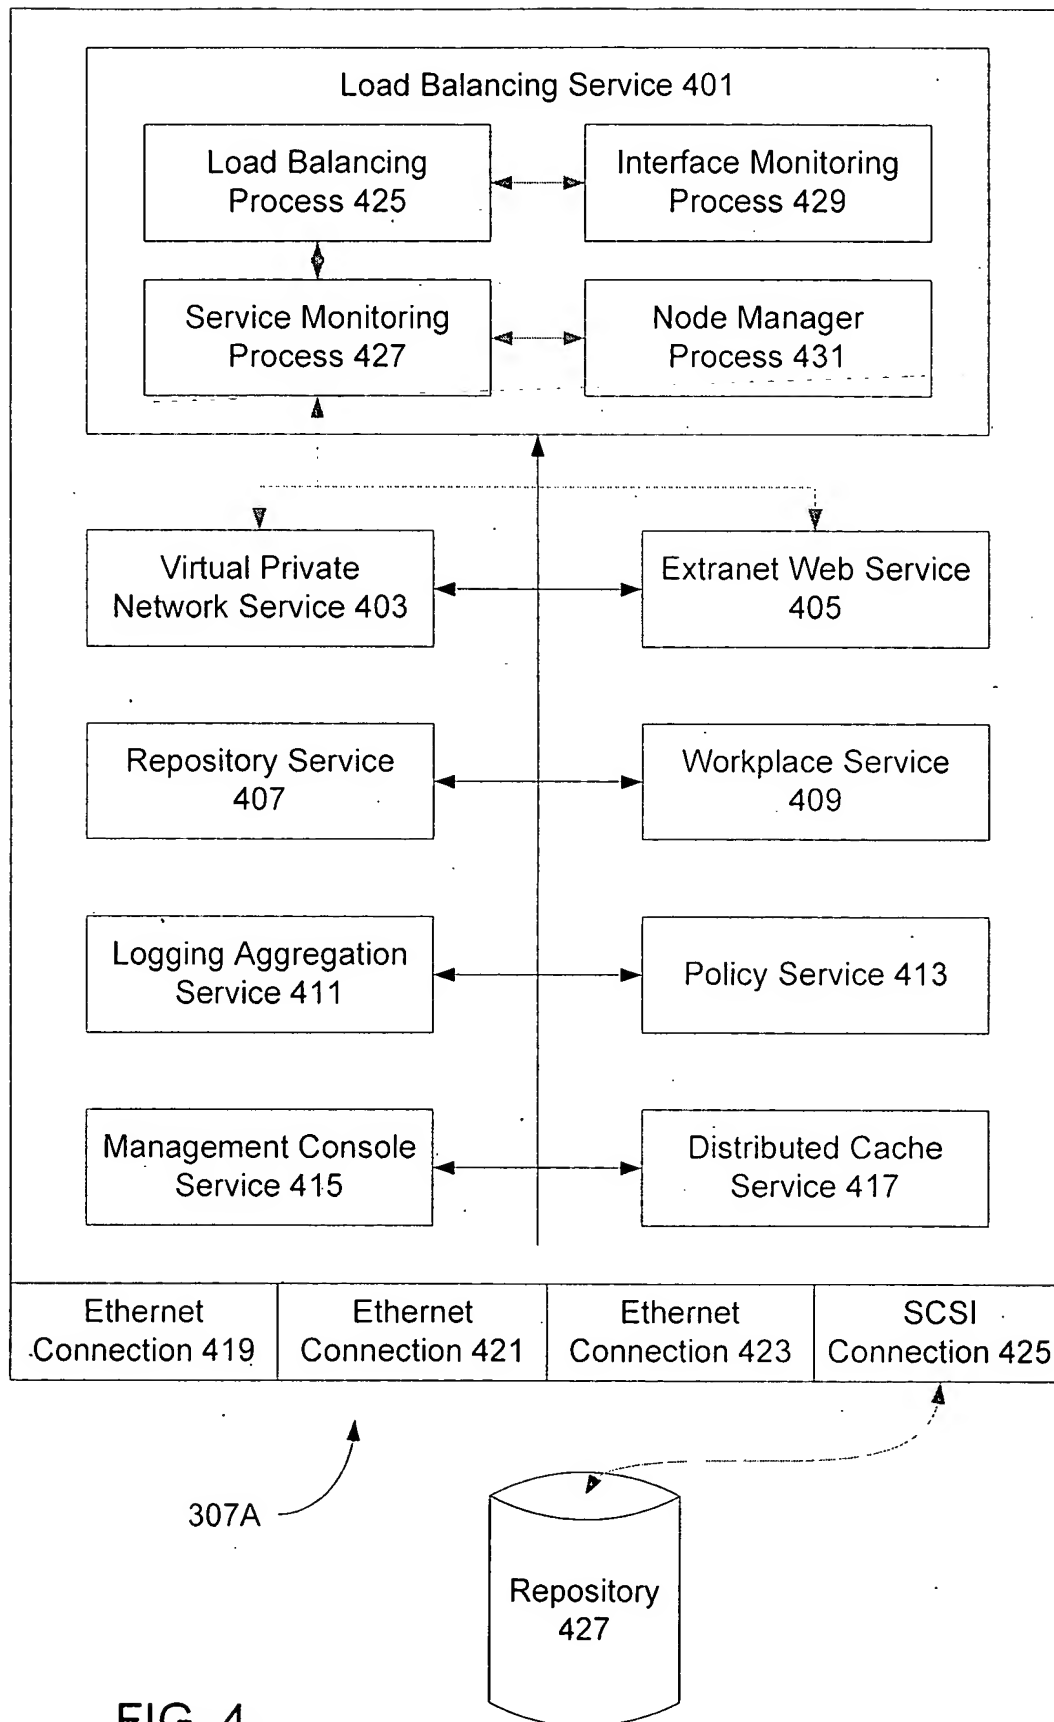 Load Balancing Service 401
Load Balancing
Process 425
Interface Monitoring
Process 429
Service Monitoring
Process 427
Node Manager
Process 431
Virtual Private
Network Service 403
Extranet Web Service
405
Repository Service
407
Workplace Service
409
Logging Aggregation
Service 411
Policy Service 413
Management Console
Service 415
Distributed Cache
Service 417
Ethernet
Connection 419
Ethernet
Connection 421
Ethernet
Connection 423
SCSI
Connection 425
307A
Repository
427
FIG. 4